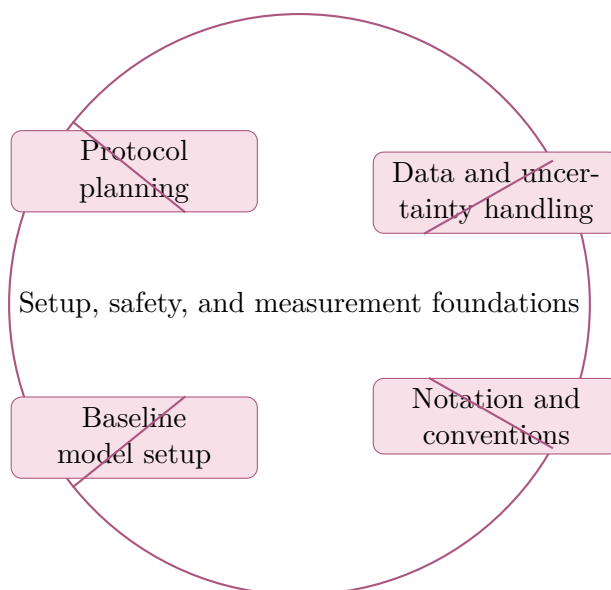 Protocol
planning
Data and uncer-
tainty handling
Setup, safety, and measurement foundations
Baseline
model setup
Notation and
conventions